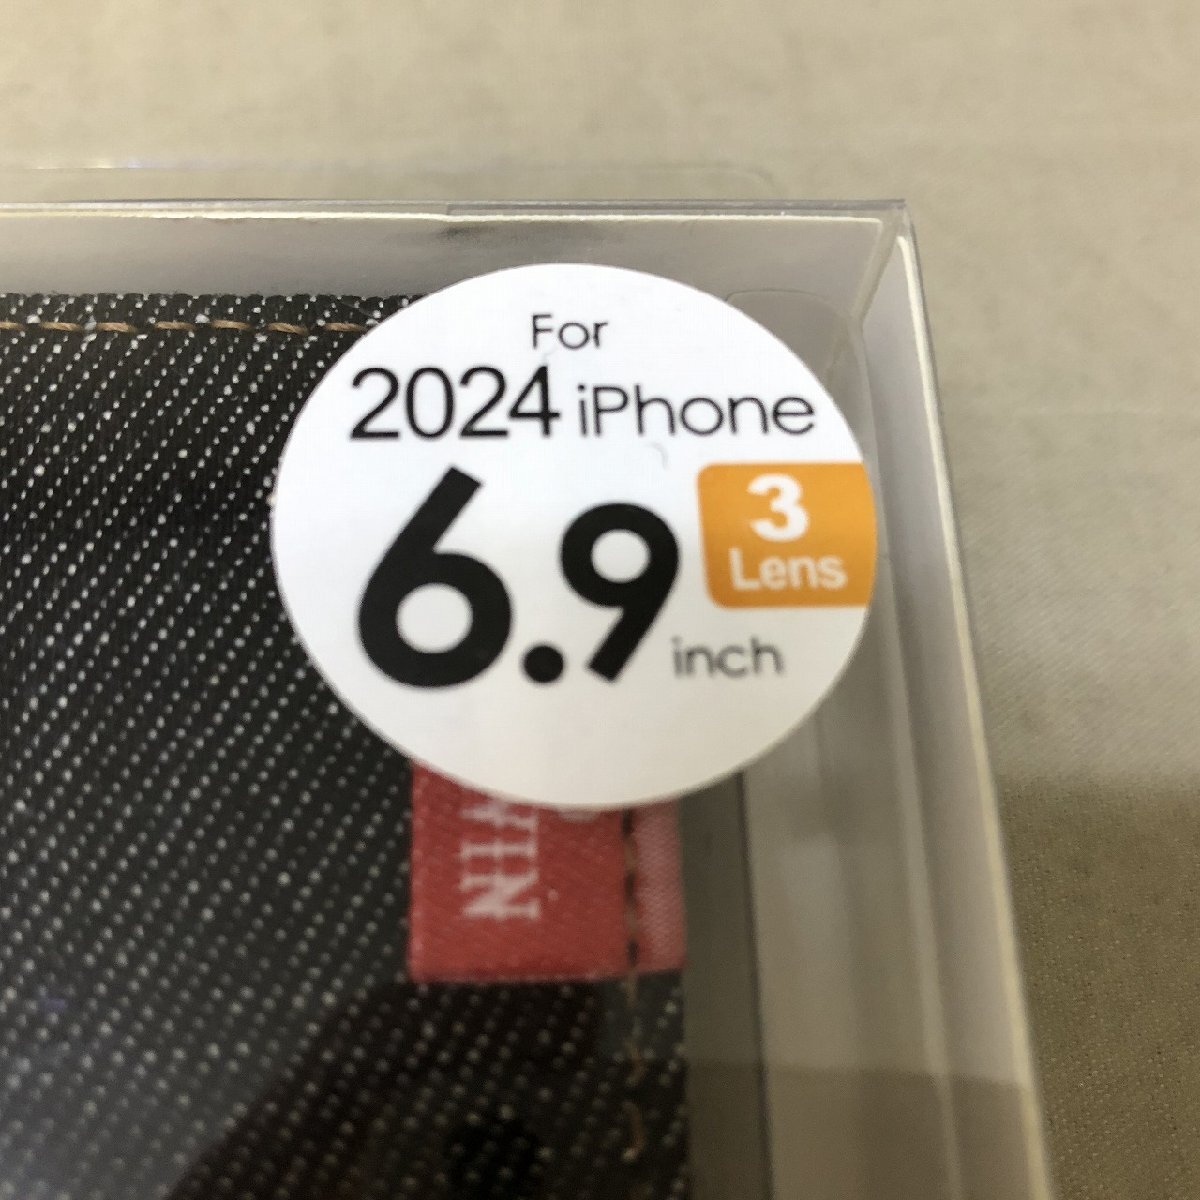 For
2024 iPhone
6.9 inch
3
Lens